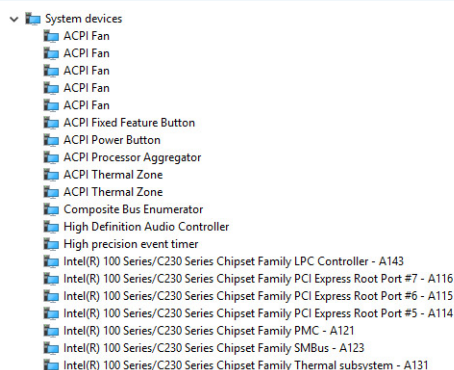 System devices
ACPI Fan
ACPI Fan
ACPI Fan
ACPI Fan
ACPI Fan
ACPI Fixed Feature Button
ACPI Power Button
ACPI Processor Aggregator
ACPI Thermal Zone
ACPI Thermal Zone
Composite Bus Enumerator
High Definition Audio Controller
High precision event timer
Intel(R) 100 Series/C230 Series Chipset Family LPC Controller - A143
Intel(R) 100 Series/C230 Series Chipset Family PCI Express Root Port #7 - A116
Intel(R) 100 Series/C230 Series Chipset Family PCI Express Root Port #6 - A115
Intel(R) 100 Series/C230 Series Chipset Family PCI Express Root Port #5 - A114
Intel(R) 100 Series/C230 Series Chipset Family PMC - A121
Intel(R) 100 Series/C230 Series Chipset Family SMBus - A123
Intel(R) 100 Series/C230 Series Chipset Family Thermal subsystem - A131